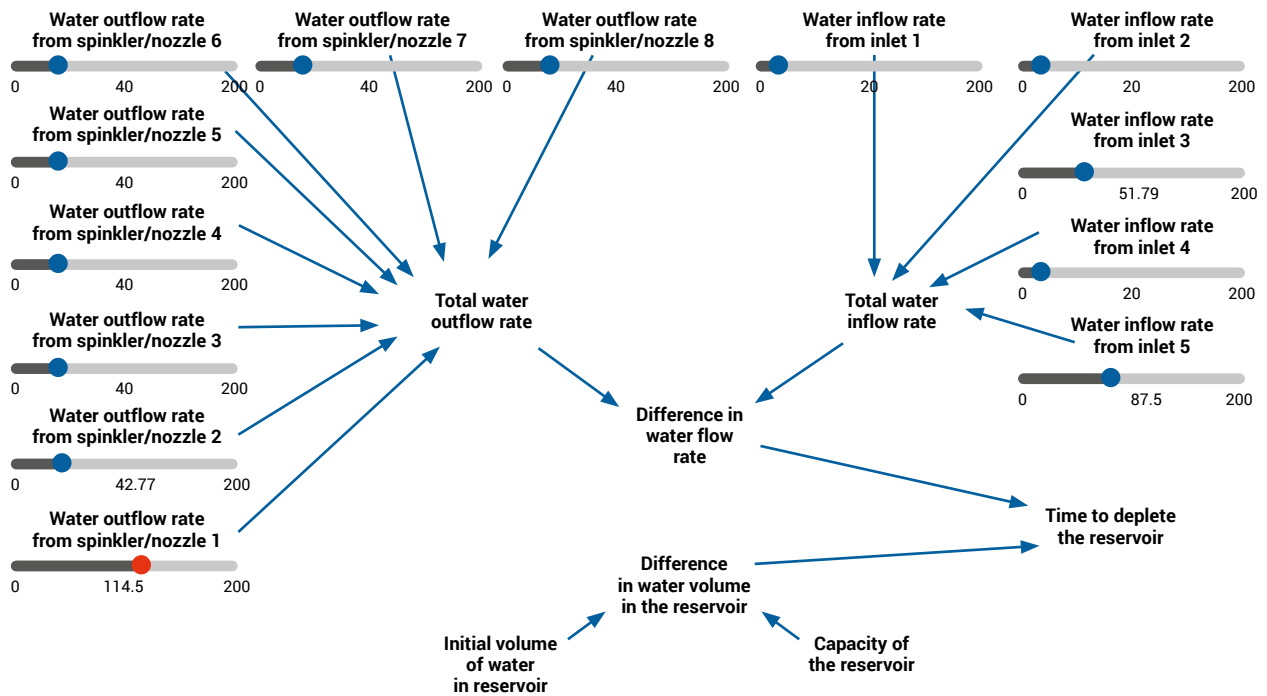 Water outflow rate
from spinkler/nozzle 6
0 40 200
Water outflow rate
from spinkler/nozzle 7
0 40 200
Water outflow rate
from spinkler/nozzle 8
0 40 200
Water inflow rate
from inlet 1
0 20 200
Water inflow rate
from inlet 2
0 20 200
Water outflow rate
from spinkler/nozzle 5
0 40 200
Water inflow rate
from inlet 3
0 51.79 200
Water outflow rate
from spinkler/nozzle 4
0 40 200
Water inflow rate
from inlet 4
0 20 200
Total water
outflow rate
Total water
inflow rate
Water outflow rate
from spinkler/nozzle 3
0 40 200
Water inflow rate
from inlet 5
0 87.5 200
Water outflow rate
from spinkler/nozzle 2
0 42.77 200
Difference in
water flow
rate
Water outflow rate
from spinkler/nozzle 1
0 114.5 200
Time to deplete
the reservoir
Difference
in water volume
in the reservoir
Initial volume
of water
in reservoir
Capacity of
the reservoir